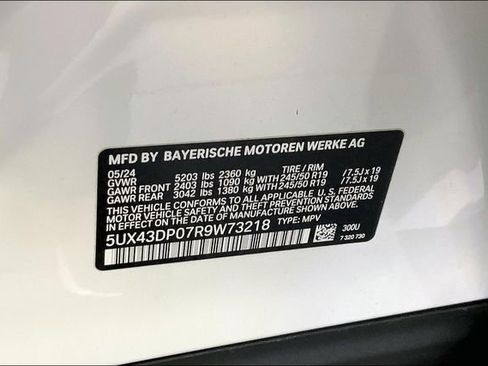 MFD BY BAYERISCHE MOTOREN WERKE AG
05/24 TIRE / RIM
GVWR 5203 lbs 2360 kg
GAWR FRONT 2403 lbs 1090 kg WITH 245/50 R19 / 7.5J x 19
GAWR REAR 3042 lbs 1380 kg WITH 245/50 R19 / 7.5J x 19
THIS VEHICLE CONFORMS TO ALL APPLICABLE U.S. FEDERAL
MOTOR VEHICLE SAFETY, BUMPER, AND THEFT PREVENTION
STANDARDS IN EFFECT ON THE DATE OF MANUFACTURE SHOWN ABOVE.
5UX43DP07R9W73218 TYPE: MPV
300U
7 320 730